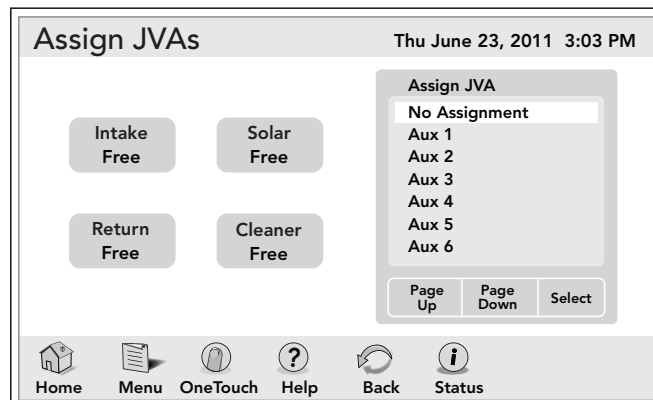 Assign JVAs
Thu June 23, 2011 3:03 PM
Intake
Free
Solar
Free
Return
Free
Cleaner
Free
Assign JVA
No Assignment
Aux 1
Aux 2
Aux 3
Aux 4
Aux 5
Aux 6
Page
Up
Page
Down
Select
?
i
Home
Menu
OneTouch
Help
Back
Status